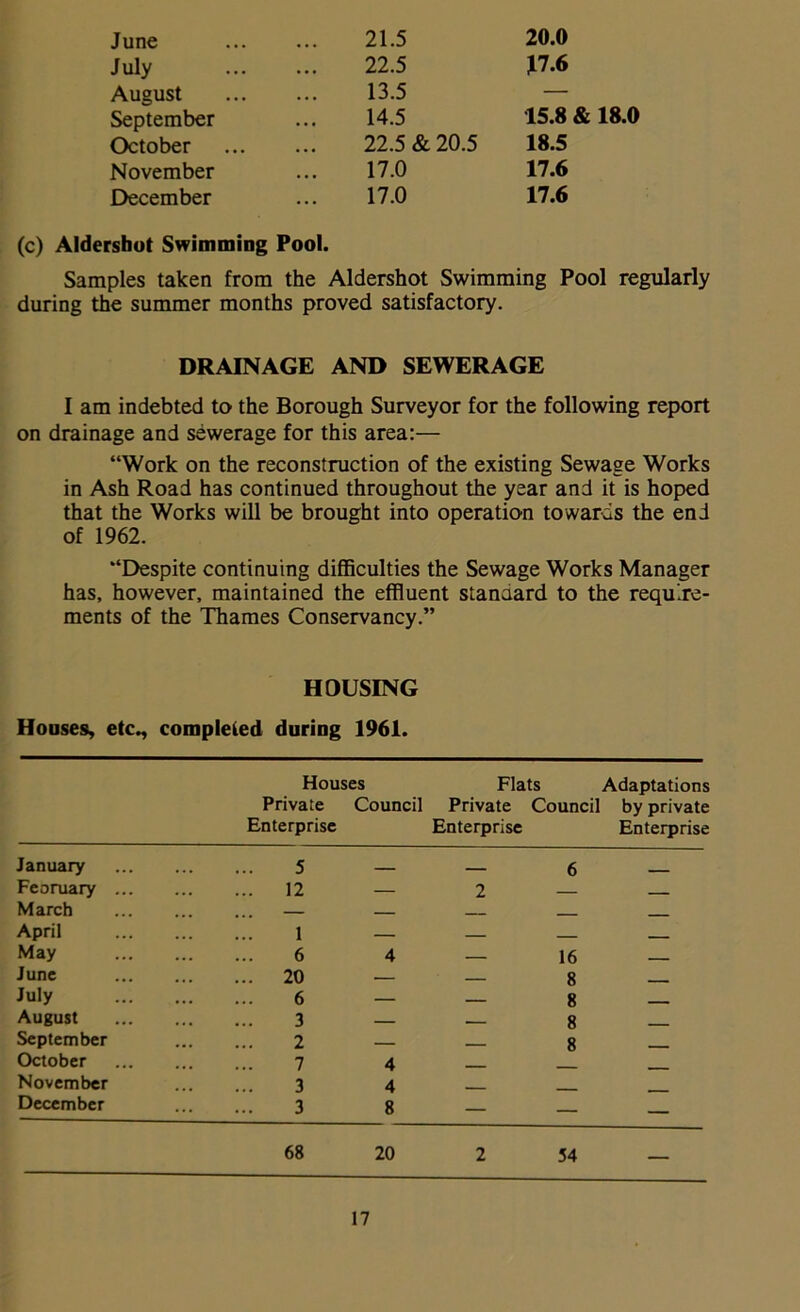 June ... ... 21.5 20.0
July ... ... 22.5 17.6
August ... ... 13.5 —
September ... 14.5 15.8 & 18.0
October ... ... 22.5 & 20.5 18.5
November ... 17.0 17.6
December ... 17.0 17.6
(c) Aldershot Swimming Pool.
Samples taken from the Aldershot Swimming Pool regularly
during the summer months proved satisfactory.
DRAINAGE AND SEWERAGE
I am indebted to the Borough Surveyor for the following report
on drainage and sewerage for this area:—
“Work on the reconstruction of the existing Sewage Works
in Ash Road has continued throughout the year and it is hoped
that the Works will be brought into operation towards the end
of 1962.
“Despite continuing difficulties the Sewage Works Manager
has, however, maintained the effluent standard to the require-
ments of the Thames Conservancy.”
HOUSING
Houses, etc., completed during 1961.
Houses Flats Adaptations
Private Council Private Council by private
Enterprise Enterprise Enterprise
January ... ... ... 5 — — 6 —
February ... ... ... 12 — 2 — —
March ... ... ... — — — — —
April ... ... ... 1 — — — —
May ... ... ... 6 4 — 16 —
June ... ... ... 20 — — 8 —
July ... ... ... 6 — — 8 —
August ... ... ... 3 — — 8 —
September ... ... 2 — — 8 —
October ... ... ... 7 4 — — —
November ... ... 3 4 — — —
December ... ... 3 8 — — —
68 20 2 54 —
17